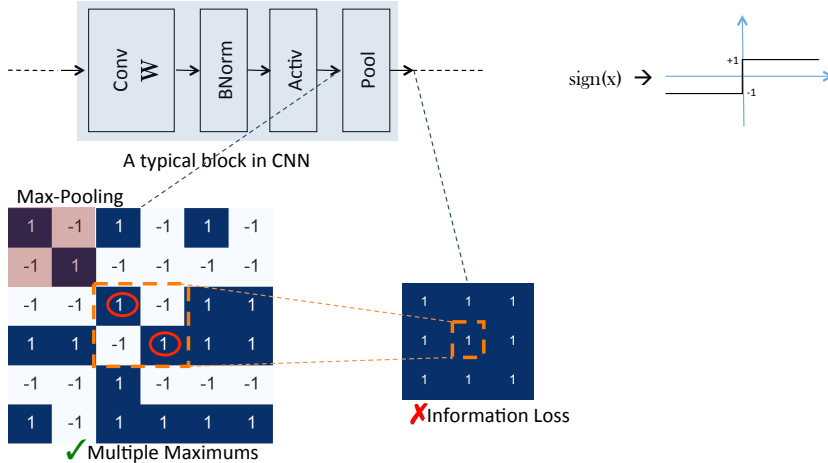 Conv W BNorm Activ Pool
A typical block in CNN
sign(x) →
+1
-1
Max-Pooling
1 -1 1 -1 1 -1
-1 1 -1 -1 -1 -1
-1 -1 1 -1 1 1
1 1 -1 1 1 1
-1 -1 1 -1 -1 -1
1 -1 1 1 1 1
✓ Multiple Maximums
1 1 1
1 1 1
1 1 1
✗ Information Loss